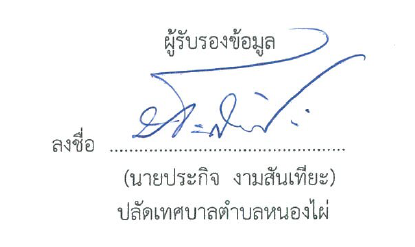 ผู้รับรองข้อมูล
ลงชื่อ ........................................
(นายประกิจ งามสันเทียะ)
ปลัดเทศบาลตำบลหนองไผ่